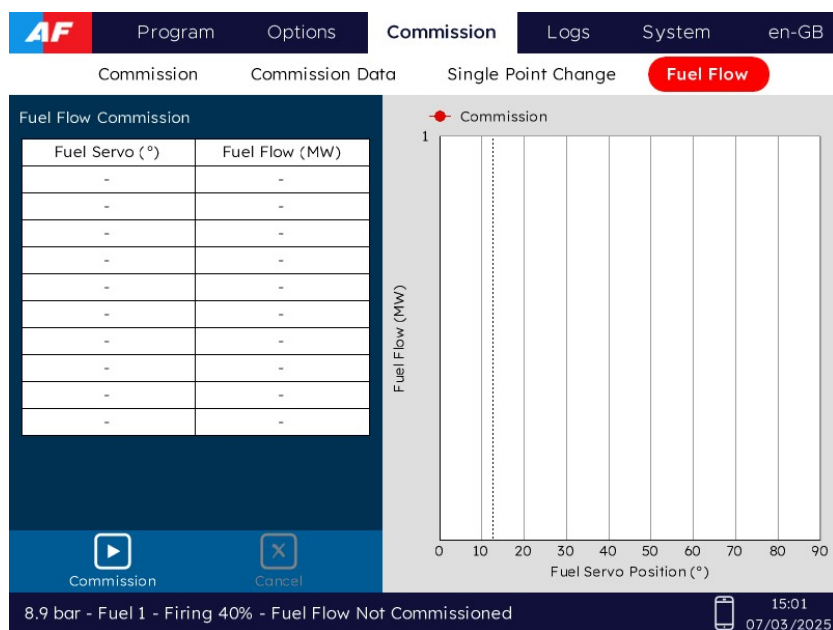 AF Program Options Commission Logs System en-GB
Commission Commission Data Single Point Change Fuel Flow
Fuel Flow Commission
Fuel Servo (°) Fuel Flow (MW)
- -
- -
- -
- -
- -
- -
- -
- -
- -
- -
Commission Cancel
Commission
1
Fuel Flow (MW)
0 10 20 30 40 50 60 70 80 90
Fuel Servo Position (°)
8.9 bar - Fuel 1 - Firing 40% - Fuel Flow Not Commissioned
15:01
07/03/2025